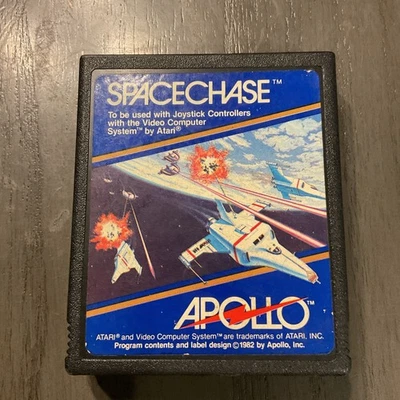 SPACECHASE™
To be used with Joystick Controllers
with the Video Computer
System™ by Atari®
APOLLO™
ATARI® and Video Computer System™ are trademarks of ATARI, INC.
Program contents and label design ©1982 by Apollo, Inc.